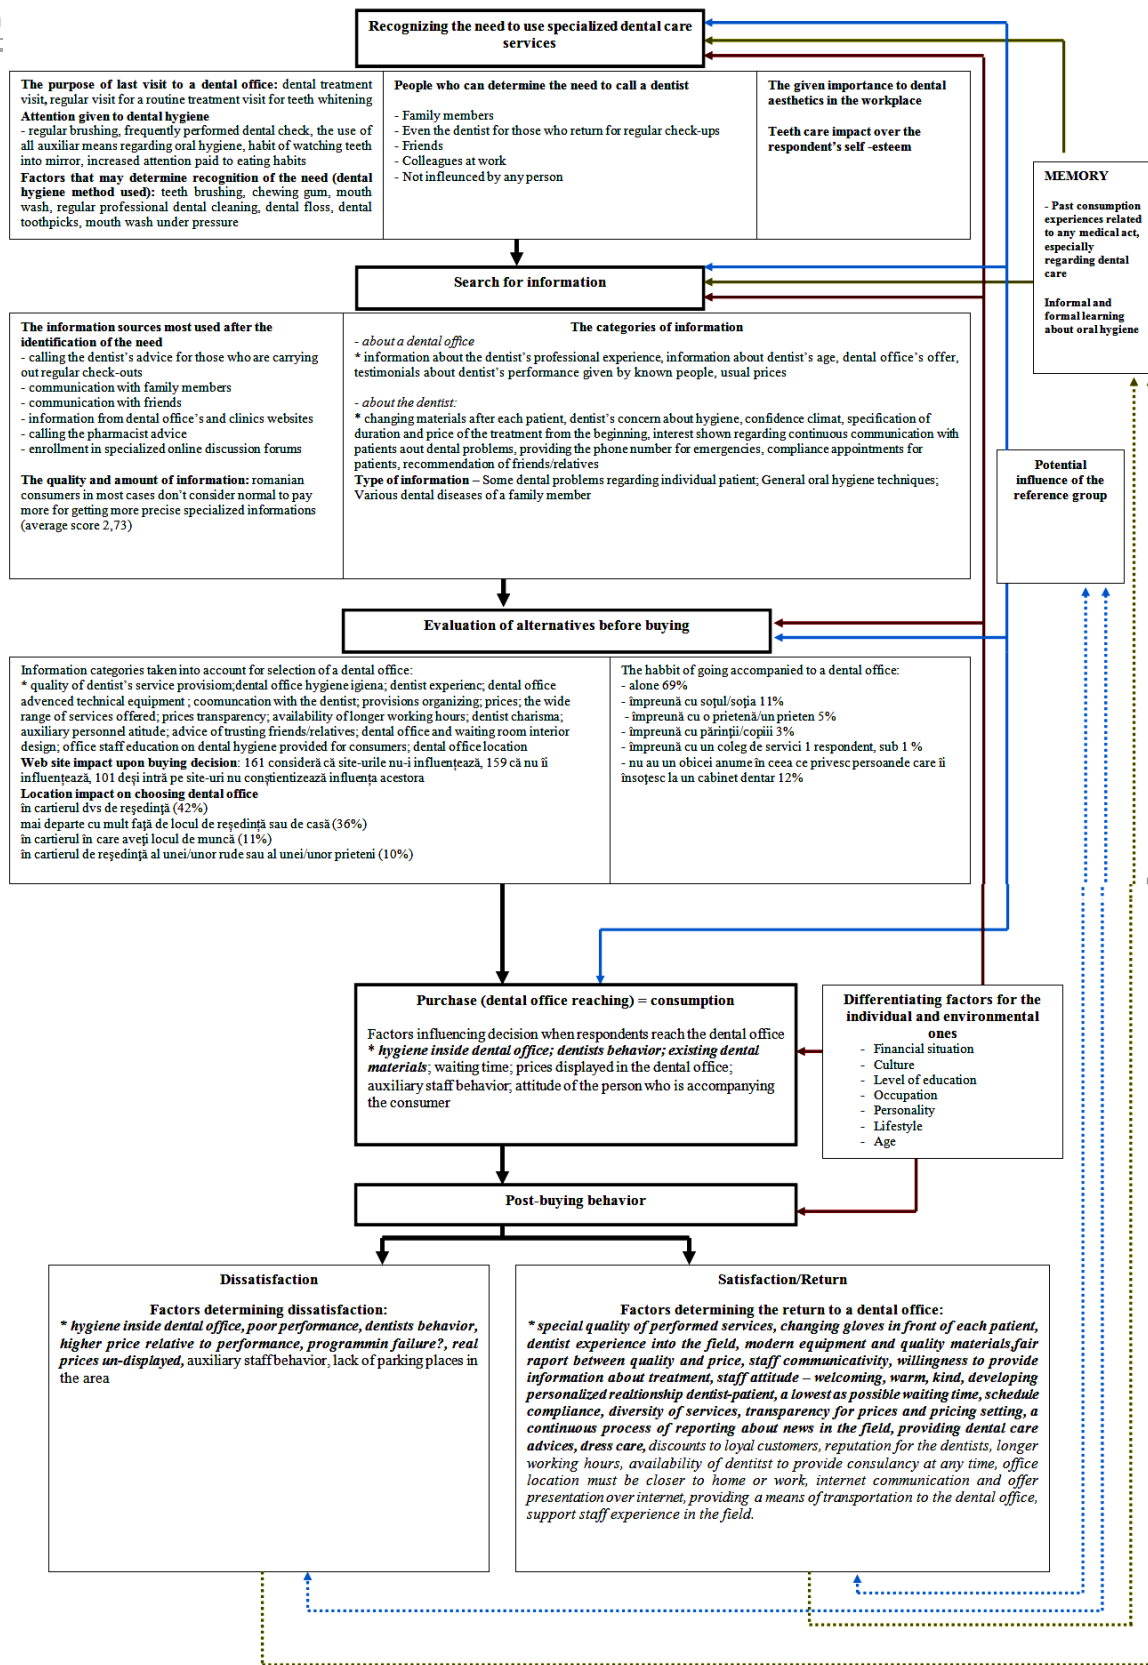 Recognizing the need to use specialized dental care
services
The purpose of last visit to a dental office: dental treatment
visit, regular visit for a routine treatment visit for teeth whitening
Attention given to dental hygiene
- regular brushing, frequently performed dental check, the use of
all auxiliar means regarding oral hygiene, habit of watching teeth
into mirror, increased attention paid to eating habits
Factors that may determine recognition of the need (dental
hygiene method used): teeth brushing, chewing gum, mouth
wash, regular professional dental cleaning, dental floss, dental
toothpicks, mouth wash under pressure
People who can determine the need to call a dentist
- Family members
- Even the dentist for those who return for regular check-ups
- Friends
- Colleagues at work
- Not infleunced by any person
The given importance to dental
aesthetics in the workplace
Teeth care impact over the
respondent's self -esteem
MEMORY
- Past consumption
experiences related
to any medical act,
especially
regarding dental
care
Informal and
formal learning
about oral hygiene
Search for information
The information sources most used after the
identification of the need
- calling the dentist's advice for those who are carrying
out regular check-outs
- communication with family members
- communication with friends
- information from dental office's and clinics websites
- calling the pharmacist advice
- enrollment in specialized online discussion forums
The quality and amount of information: romanian
consumers in most cases don't consider normal to pay
more for getting more precise specialized informations
(average score 2,73)
The categories of information
- about a dental office
* information about the dentist's professional experience, information about dentist's age, dental office's offer,
testimonials about dentist's performance given by known people, usual prices
- about the dentist:
* changing materials after each patient, dentist's concern about hygiene, confidence climat, specification of
duration and price of the treatment from the beginning, interest shown regarding continuous communication with
patients aout dental problems, providing the phone number for emergencies, compliance appointments for
patients, recommendation of friends/relatives
Type of information – Some dental problems regarding individual patient; General oral hygiene techniques;
Various dental diseases of a family member
Potential
influence of the
reference group
Evaluation of alternatives before buying
Information categories taken into account for selection of a dental office:
* quality of dentist's service provisiom;dental office hygiene igiena; dentist experienc; dental office
advenced technical equipment ; coomuncation with the dentist; provisions organizing; prices; the wide
range of services offered; prices transparency; availability of longer working hours; dentist charisma;
auxiliary personnel atitude; advice of trusting friends/relatives; dental office and waiting room interior
design; office staff education on dental hygiene provided for consumers; dental office location
Web site impact upon buying decision: 161 consideră că site-urile nu-i influențează, 159 că nu îi
influențează, 101 deși intră pe site-uri nu conștientizează influența acestora
Location impact on choosing dental office
în cartierul dvs de reședință (42%)
mai departe cu mult față de locul de reședință sau de casă (36%)
în cartierul în care aveți locul de muncă (11%)
în cartierul de reședință al unei/unor rude sau al unei/unor prieteni (10%)
The habbit of going accompanied to a dental office:
- alone 69%
- împreună cu soțul/soția 11%
- împreună cu o prietenă/un prieten 5%
- împreună cu părinții/copiii 3%
- împreună cu un coleg de servici 1 respondent, sub 1 %
- nu au un obicei anume în ceea ce privesc persoanele care îi
însoțesc la un cabinet dentar 12%
Purchase (dental office reaching) = consumption
Factors influencing decision when respondents reach the dental office
* hygiene inside dental office; dentists behavior; existing dental
materials; waiting time; prices displayed in the dental office;
auxiliary staff behavior; attitude of the person who is accompanying
the consumer
Differentiating factors for the
individual and environmental
ones
- Financial situation
- Culture
- Level of education
- Occupation
- Personality
- Lifestyle
- Age
Post-buying behavior
Dissatisfaction
Factors determining dissatisfaction:
* hygiene inside dental office, poor performance, dentists behavior,
higher price relative to performance, programmin failure?, real
prices un-displayed, auxiliary staff behavior, lack of parking places in
the area
Satisfaction/Return
Factors determining the return to a dental office:
* special quality of performed services, changing gloves in front of each patient,
dentist experience into the field, modern equipment and quality materials,fair
raport between quality and price, staff communicativity, willingness to provide
information about treatment, staff attitude – welcoming, warm, kind, developing
personalized realtionship dentist-patient, a lowest as possible waiting time, schedule
compliance, diversity of services, transparency for prices and pricing setting, a
continuous process of reporting about news in the field, providing dental care
advices, dress care, discounts to loyal customers, reputation for the dentists, longer
working hours, availability of dentitst to provide consulancy at any time, office
location must be closer to home or work, internet communication and offer
presentation over internet, providing a means of transportation to the dental office,
support staff experience in the field.